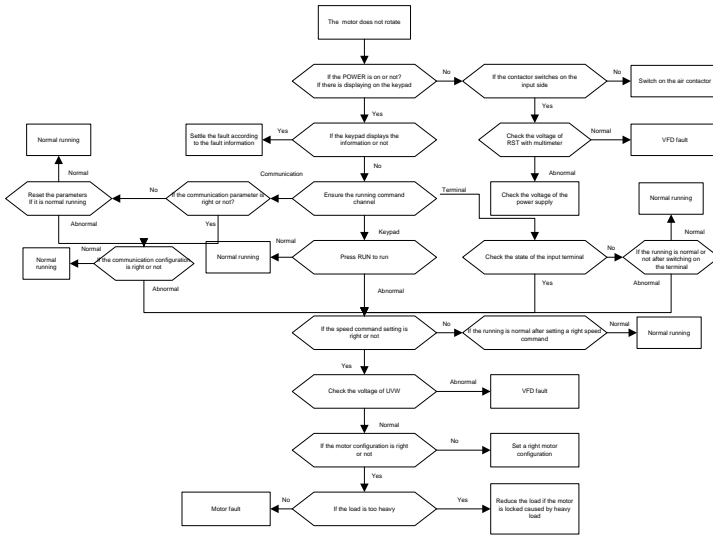 The motor does not rotate
If the POWER is on or not?
If there is displaying on the keypad
No
If the contactor switches on the
input side
No
Switch on the air contactor
Yes
Yes
Normal running
Settle the fault according
to the fault information
Yes
If the keypad displays the
information or not
Check the voltage of
RST with multimeter
Normal
VFD fault
Normal
No
Abnormal
Communication
Reset the parameters
If it is normal running
No
If the communication parameter is
right or not?
Ensure the running command
channel
Terminal
Check the voltage of the
power supply
Normal running
Abnormal
Yes
Keypad
Normal
Normal
running
Normal
If the communication configuration
is right or not
Normal running
Normal
Press RUN to run
Check the state of the input terminal
No
If the running is normal or
not after switching on
the terminal
Abnormal
Abnormal
Yes
Abnormal
If the speed command setting is
right or not
No
If the running is normal after setting a right speed
command
Normal
Normal running
Yes
Check the voltage of UVW
Abnormal
VFD fault
Normal
If the motor configuration is right
or not
No
Set a right motor
configuration
Yes
Motor fault
No
If the load is too heavy
Yes
Reduce the load if the motor
is locked caused by heavy
load